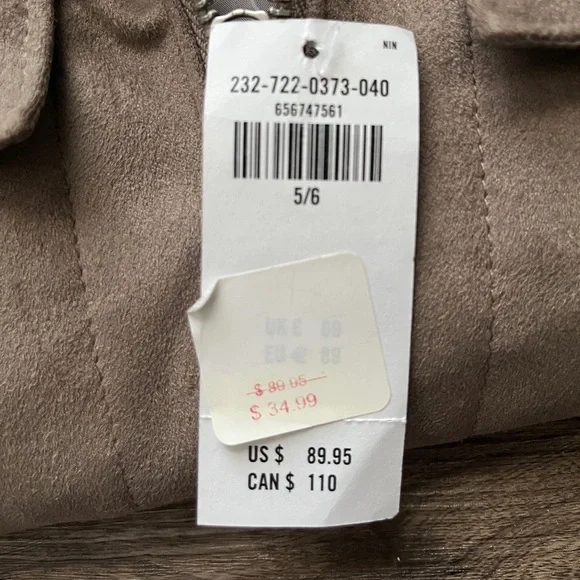 NIN
232-722-0373-040
656747561
5/6
UK £ 69
EU € 89
$ 89.95
$ 34.99
US $ 89.95
CAN $ 110